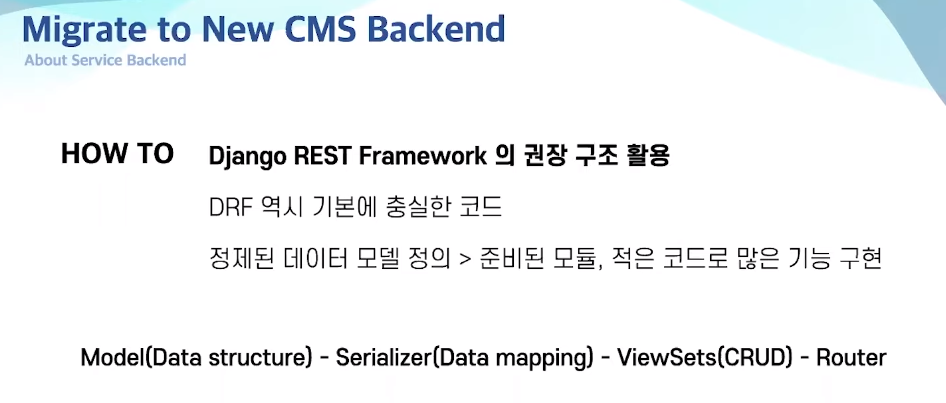 Migrate to New CMS Backend
About Service Backend
HOW TO
Django REST Framework 의 권장 구조 활용
DRF 역시 기본에 충실한 코드
정제된 데이터 모델 정의 > 준비된 모듈, 적은 코드로 많은 기능 구현
Model(Data structure) - Serializer(Data mapping) - ViewSets(CRUD) - Router